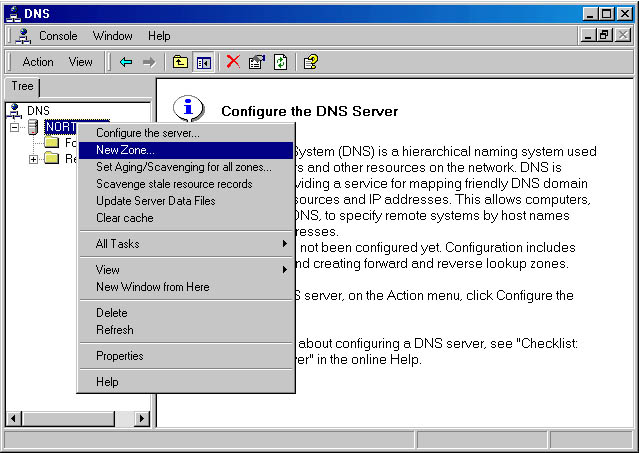 DNS
Console Window Help
Action View
Tree
DNS
NORT
Fo
Re
Configure the server...
New Zone...
Set Aging/Scavenging for all zones...
Scavenge stale resource records
Update Server Data Files
Clear cache
All Tasks
View
New Window from Here
Delete
Refresh
Properties
Help
Configure the DNS Server
System (DNS) is a hierarchical naming system used
rs and other resources on the network. DNS is
viding a service for mapping friendly DNS domain
sources and IP addresses. This allows computers,
DNS, to specify remote systems by host names
resses.
not been configured yet. Configuration includes
nd creating forward and reverse lookup zones.
S server, on the Action menu, click Configure the
about configuring a DNS server, see "Checklist:
ver" in the online Help.